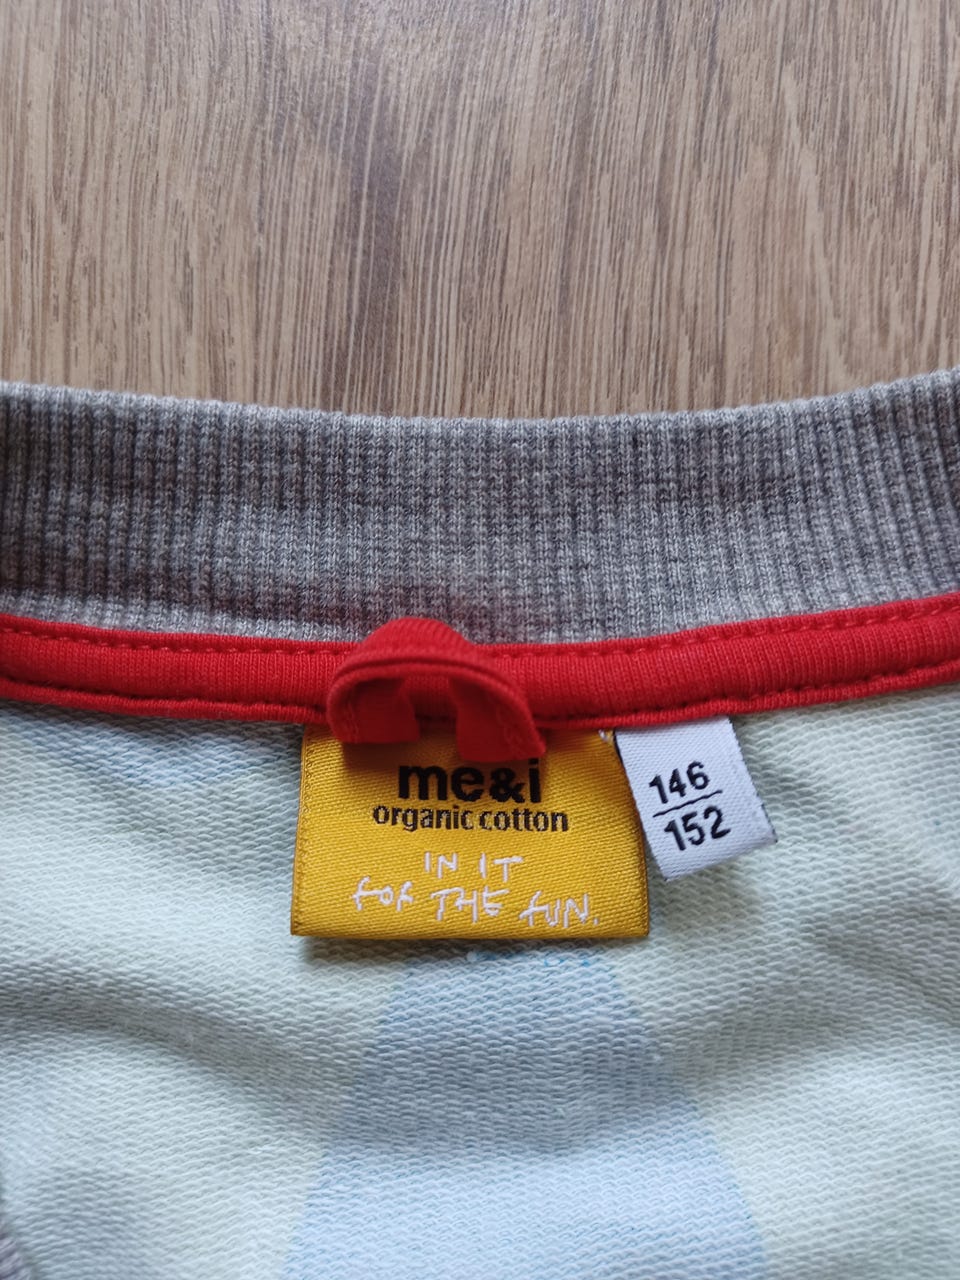 me&i
organic cotton
IN IT
FOR THE FUN.
146
152